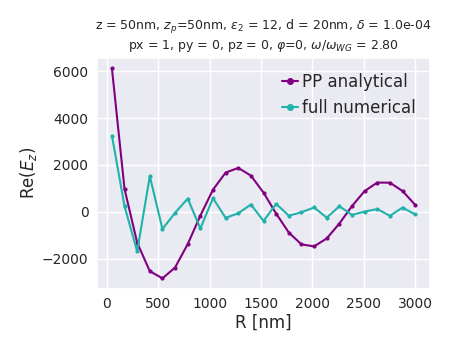 z = 50nm, z_p=50nm, ε_2 = 12, d = 20nm, δ = 1.0e-04
px = 1, py = 0, pz = 0, φ=0, ω/ω_WG = 2.80
6000
4000
2000
0
−2000
Re(E_z)
PP analytical
full numerical
0 500 1000 1500 2000 2500 3000
R [nm]